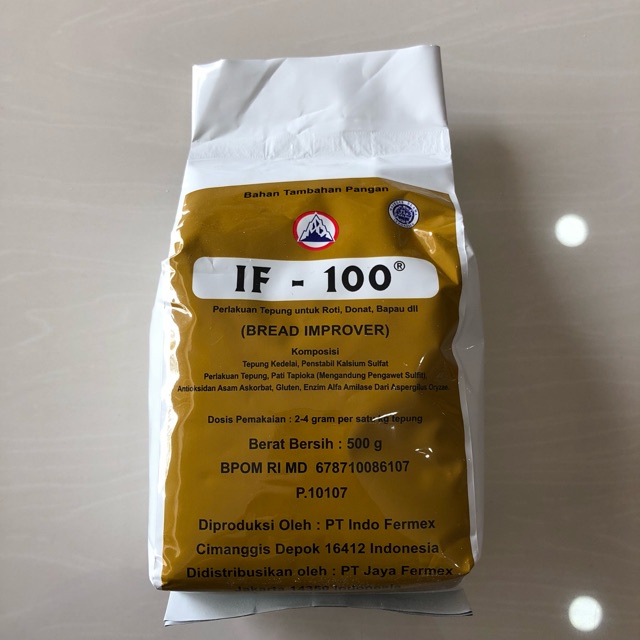 Bahan Tambahan Pangan
IF - 100®
Perlakuan Tepung untuk Roti, Donat, Bapau dll
(BREAD IMPROVER)
Komposisi
Tepung Kedelai, Penstabil Kalsium Sulfat
Perlakuan Tepung, Pati Tapioka (Mengandung Pengawet Sulfit)
Antioksidan Asam Askorbat, Gluten, Enzim Alfa Amilase Dari Aspergilus
Dosis Pemakaian : 2-4 gram per satu kg tepung
Berat Bersih : 500 g
BPOM RI MD 678710086107
P.10107
Diproduksi Oleh : PT Indo Fermex
Cimanggis Depok 16412 Indonesia
Didistribusikan oleh : PT Jaya Fermex